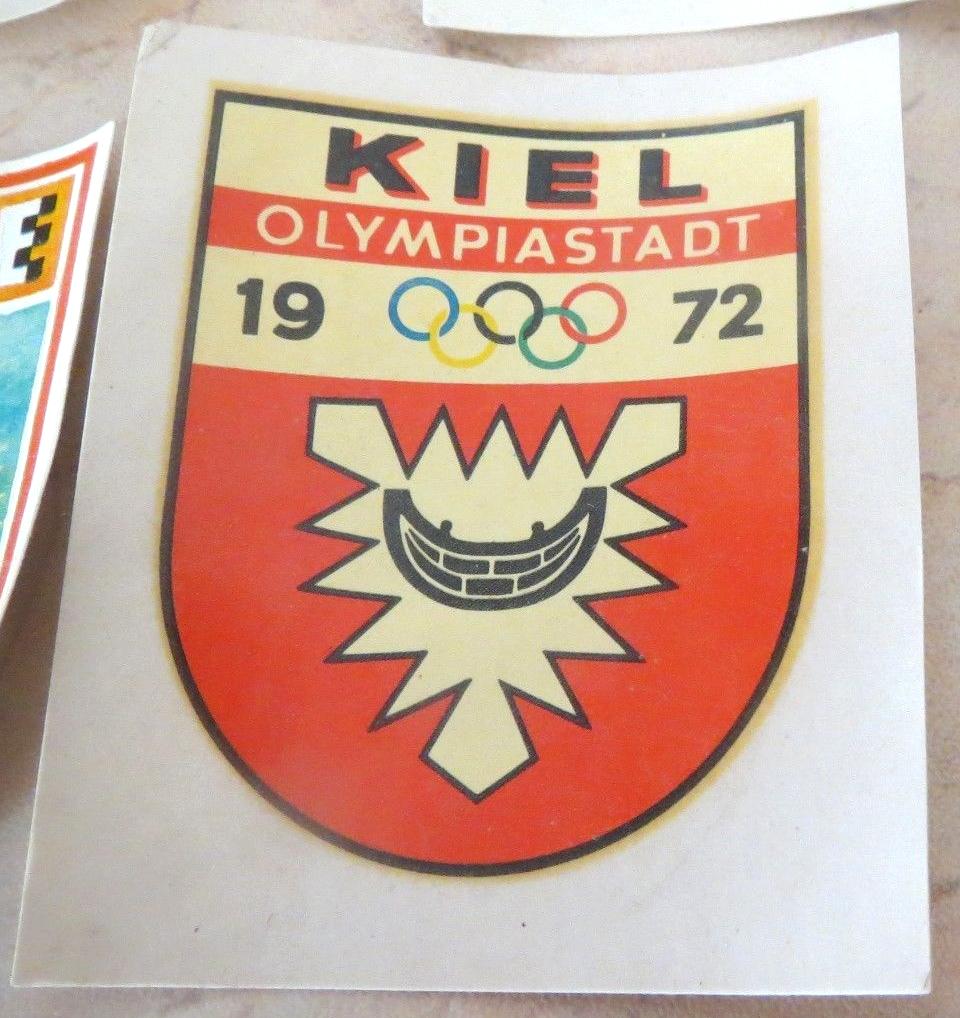 KIEL
OLYMPIASTADT
19 72
E